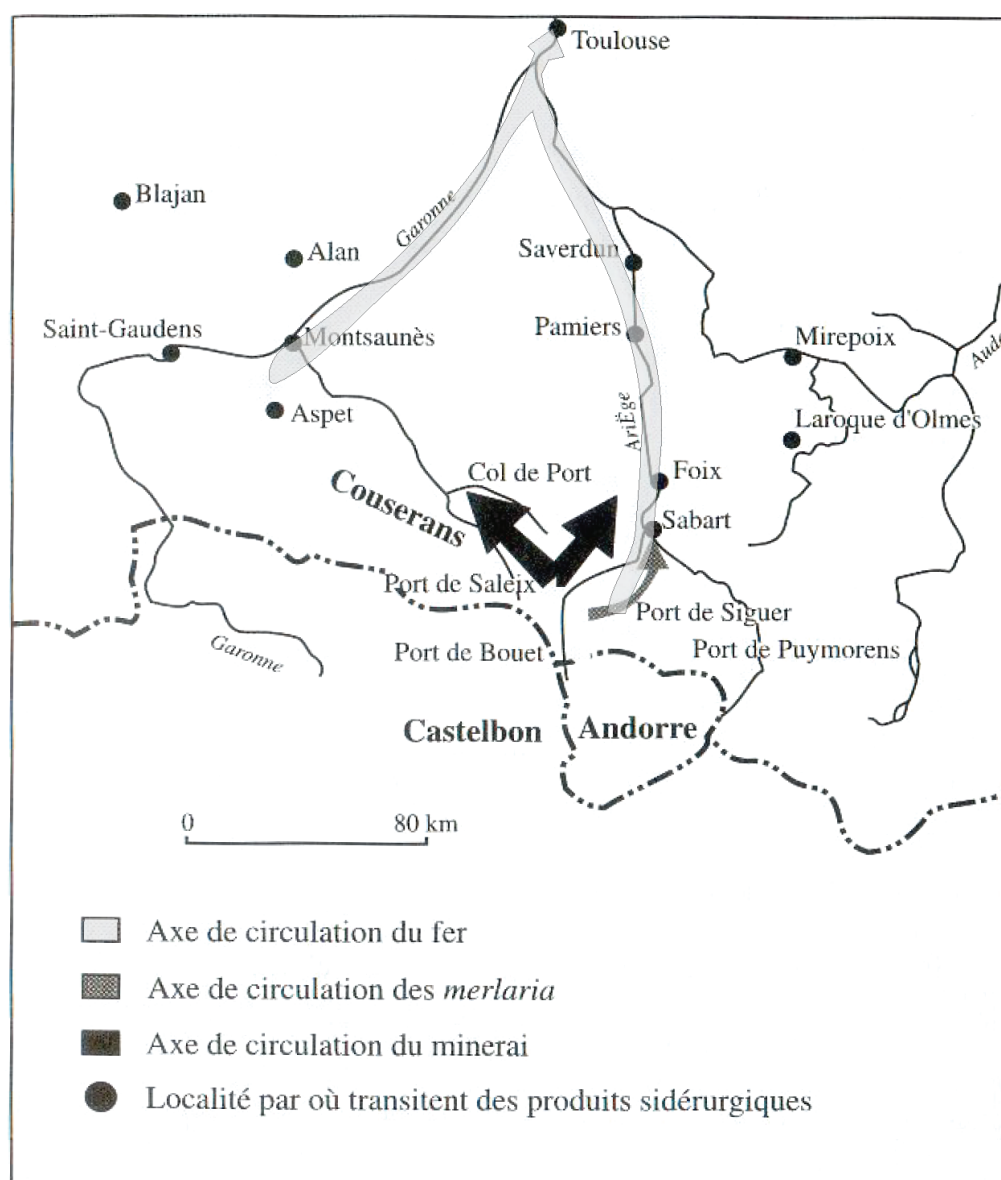 Toulouse
Blajan
Garonne
Alan
Saverdun
Saint-Gaudens
Montsaunès
Pamiers
Mirepoix
Aude
Aspet
AriËge
Laroque d'Olmes
Col de Port
Foix
Couserans
Sabart
Port de Saleix
Port de Siguer
Garonne
Port de Bouet
Port de Puymorens
Castelbon
Andorre
0 80 km
Axe de circulation du fer
Axe de circulation des merlaria
Axe de circulation du minerai
Localité par où transitent des produits sidérurgiques